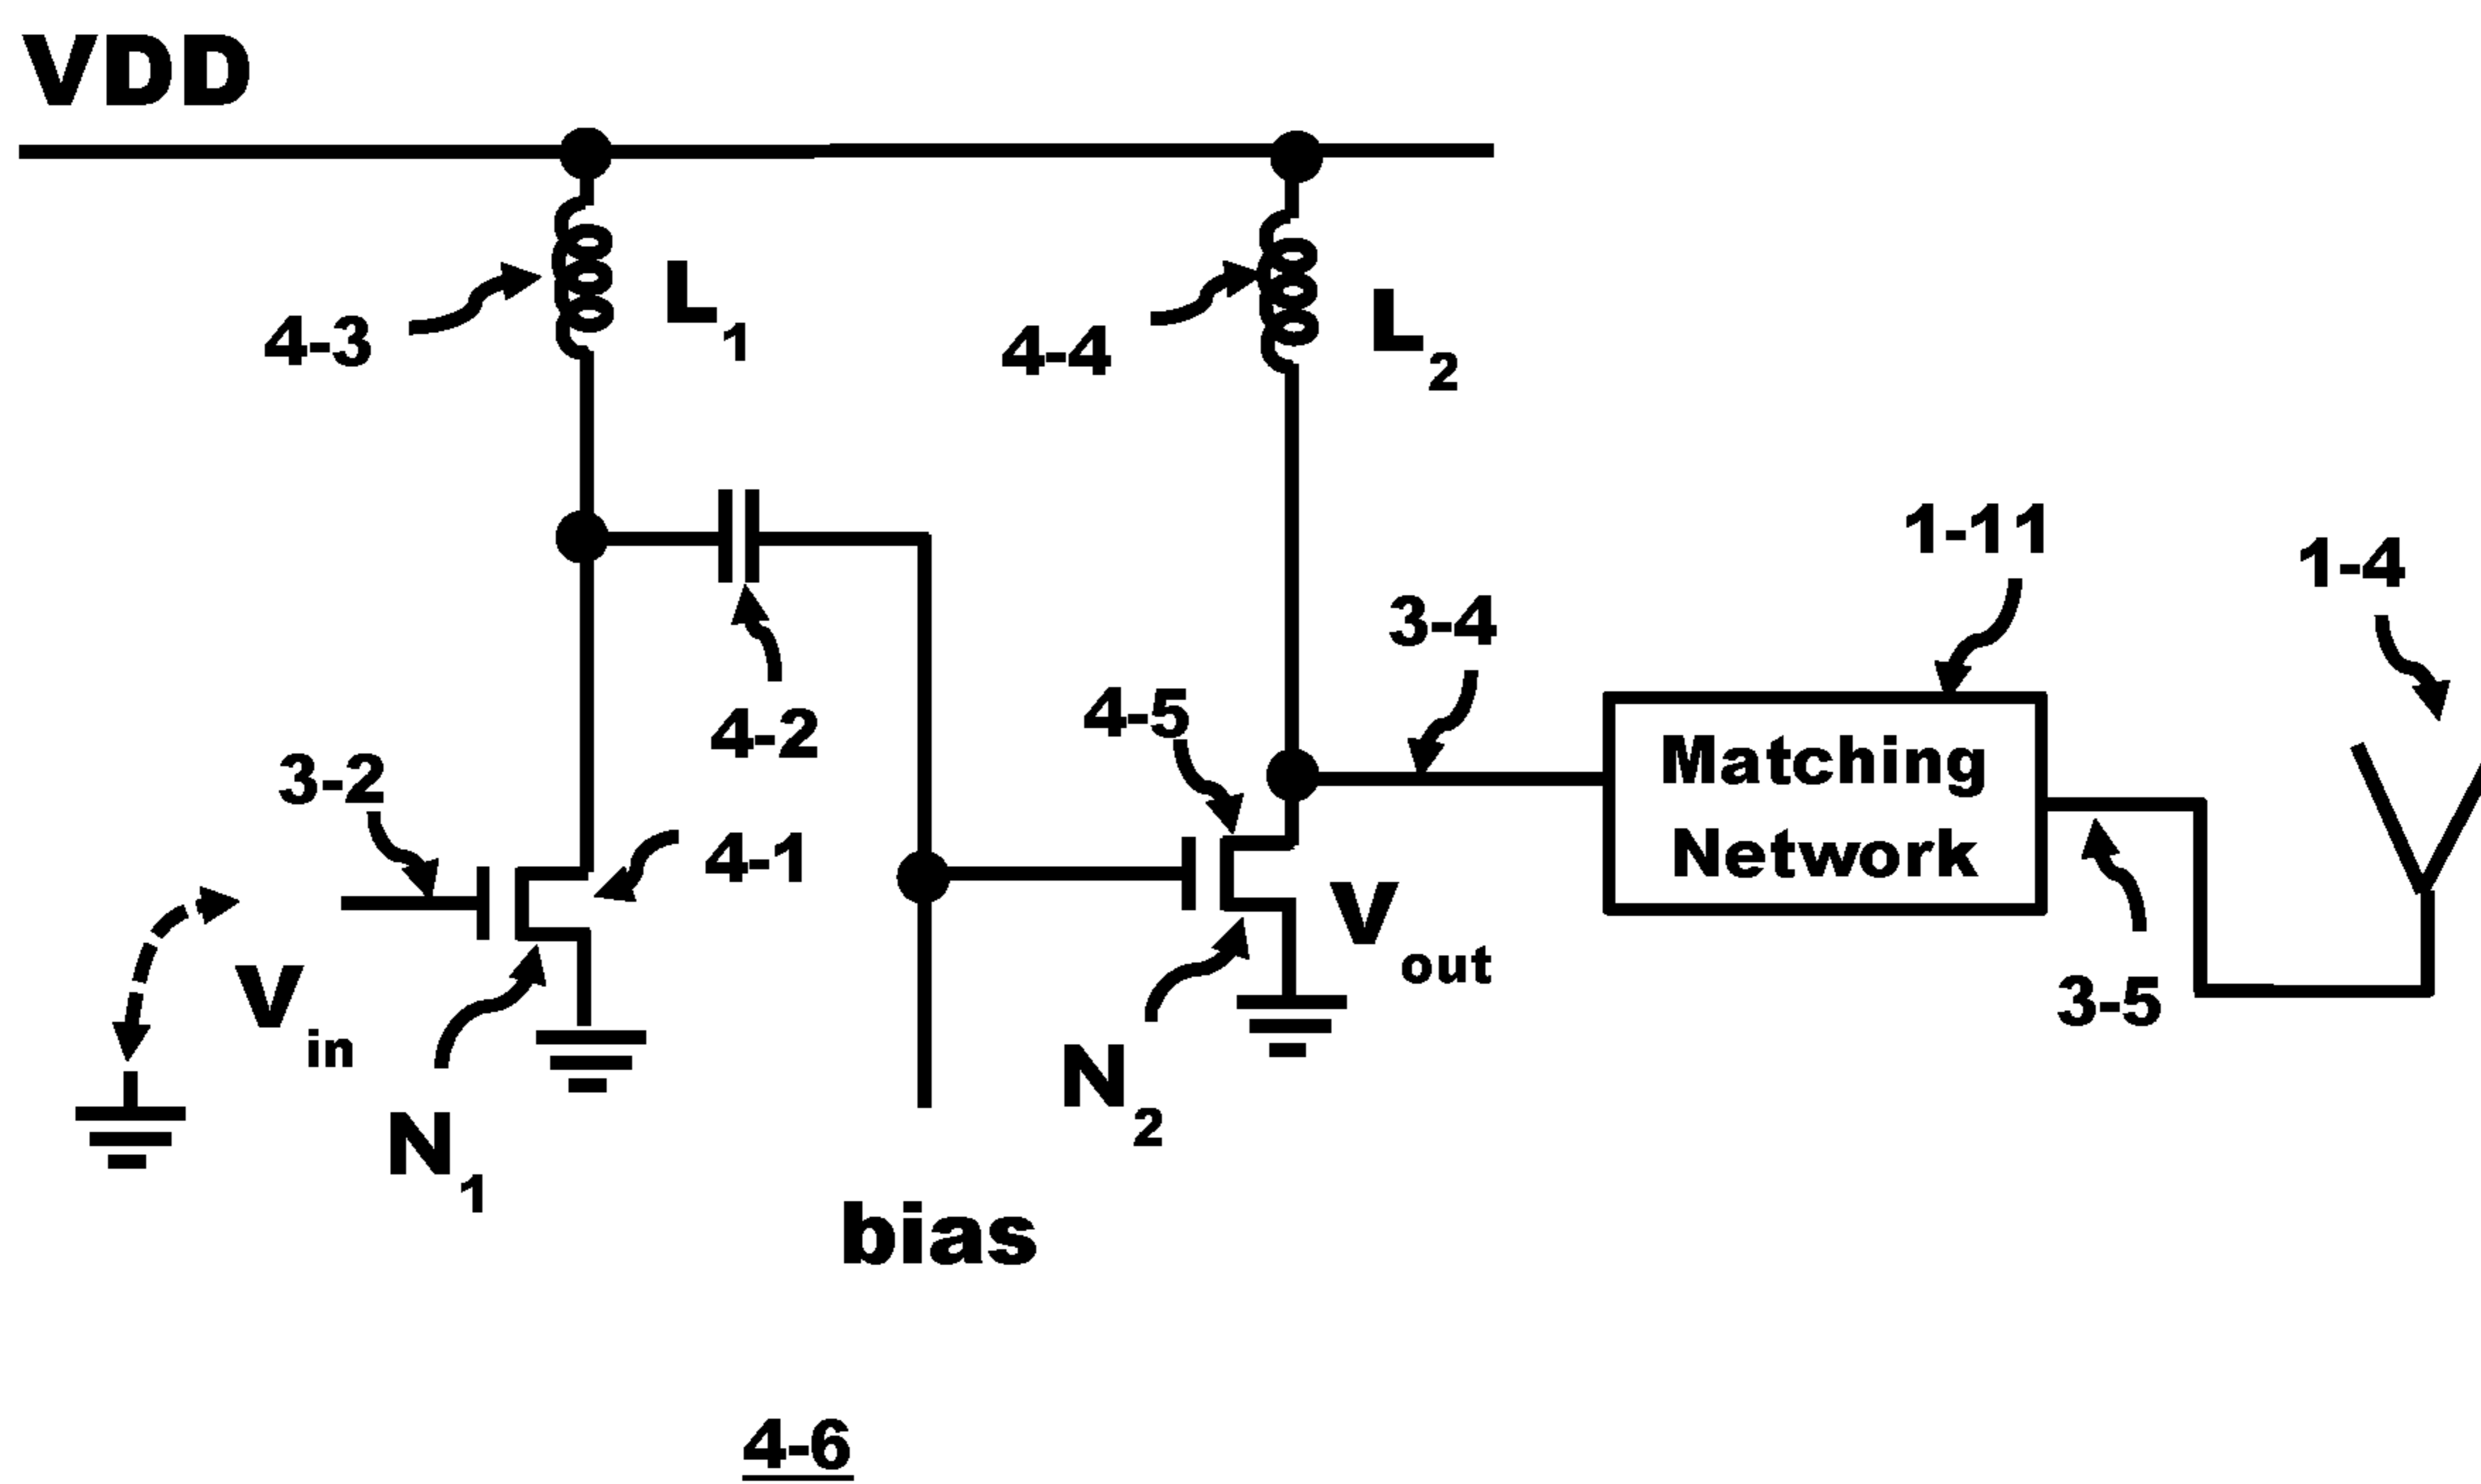 VDD
L1
4-3
L2
4-4
1-11
1-4
3-4
4-5
4-2
Matching
Network
3-2
4-1
Vout
Vin
3-5
N2
N1
bias
4-6